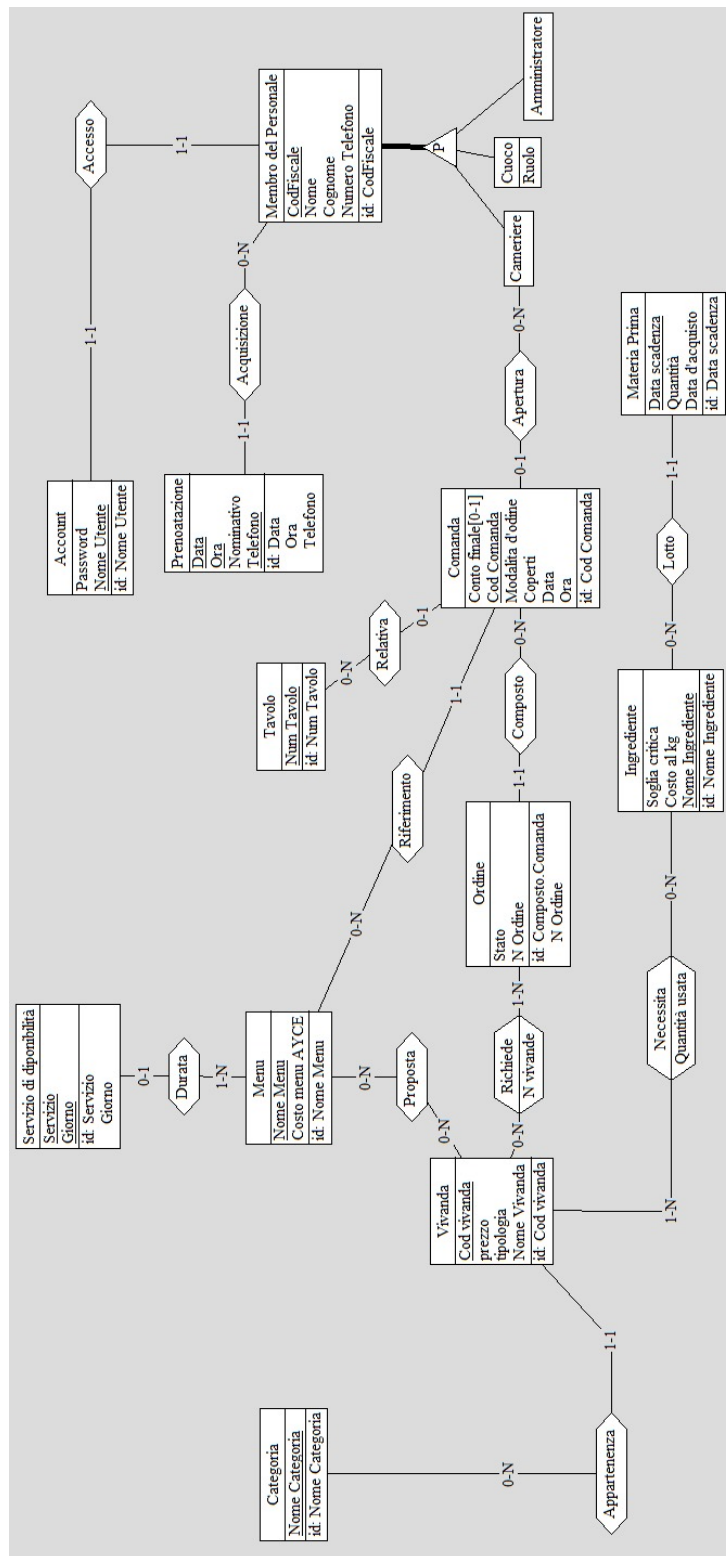 Servizio di diponibilità
Servizio
Giorno
id: Servizio
Giorno
0-1
Durata
1-N
Account
Password
Nome Utente
id: Nome Utente
1-1
Accesso
1-1
Categoria
Nome Categoria
id: Nome Categoria
0-N
Appartenenza
1-1
Menu
Nome Menu
Costo menu AYCE
id: Nome Menu
0-N
Proposta
0-N
0-N
Riferimento
1-1
Tavolo
Num Tavolo
id: Num Tavolo
0-N
Relativa
0-1
Prenoatazione
Data
Ora
Nominativo
Telefono
id: Data
Ora
Telefono
1-1
Acquisizione
0-N
Membro del Personale
CodFiscale
Nome
Cognome
Numero Telefono
id: CodFiscale
P
Cameriere
Cuoco
Ruolo
Amministratore
Vivanda
Cod vivanda
prezzo
tipologia
Nome Vivanda
id: Cod vivanda
0-N
Richiede
N vivande
1-N
Ordine
Stato
N Ordine
id: Composto.Comanda
N Ordine
1-1
Composto
0-N
Comanda
Conto finale[0-1]
Cod Comanda
Modalita d'odine
Coperti
Data
Ora
id: Cod Comanda
0-1
Apertura
0-N
1-N
Necessita
Quantità usata
0-N
Ingrediente
Soglia critica
Costo al kg
Nome Ingrediente
id: Nome Ingrediente
0-N
Lotto
1-1
Materia Prima
Data scadenza
Quantità
Data d'acquisto
id: Data scadenza